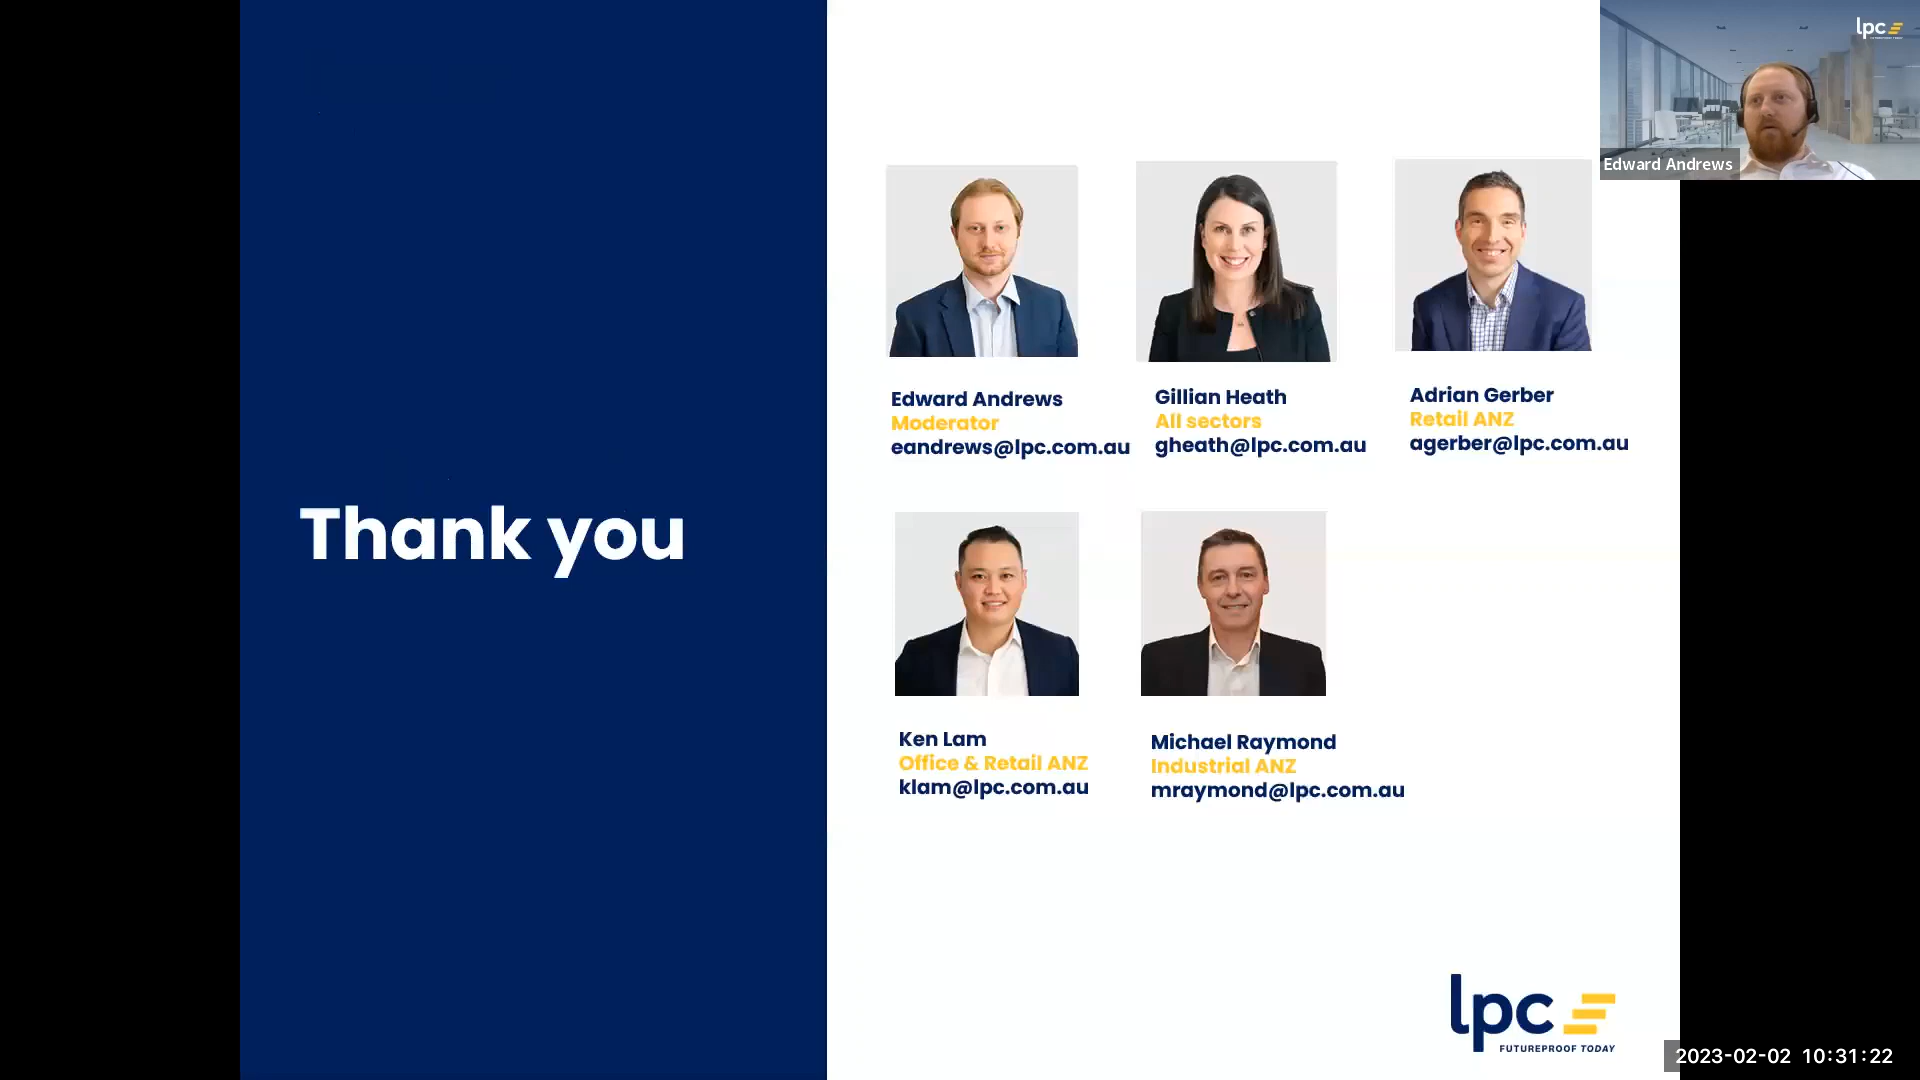 lpc
Edward Andrews
Edward Andrews
Moderator
eandrews@lpc.com.au
Gillian Heath
All sectors
gheath@lpc.com.au
Adrian Gerber
Retail ANZ
agerber@lpc.com.au
Thank you
Ken Lam
Office & Retail ANZ
klam@lpc.com.au
Michael Raymond
Industrial ANZ
mraymond@lpc.com.au
lpc
FUTUREPROOF TODAY
2023-02-02 10:31:22